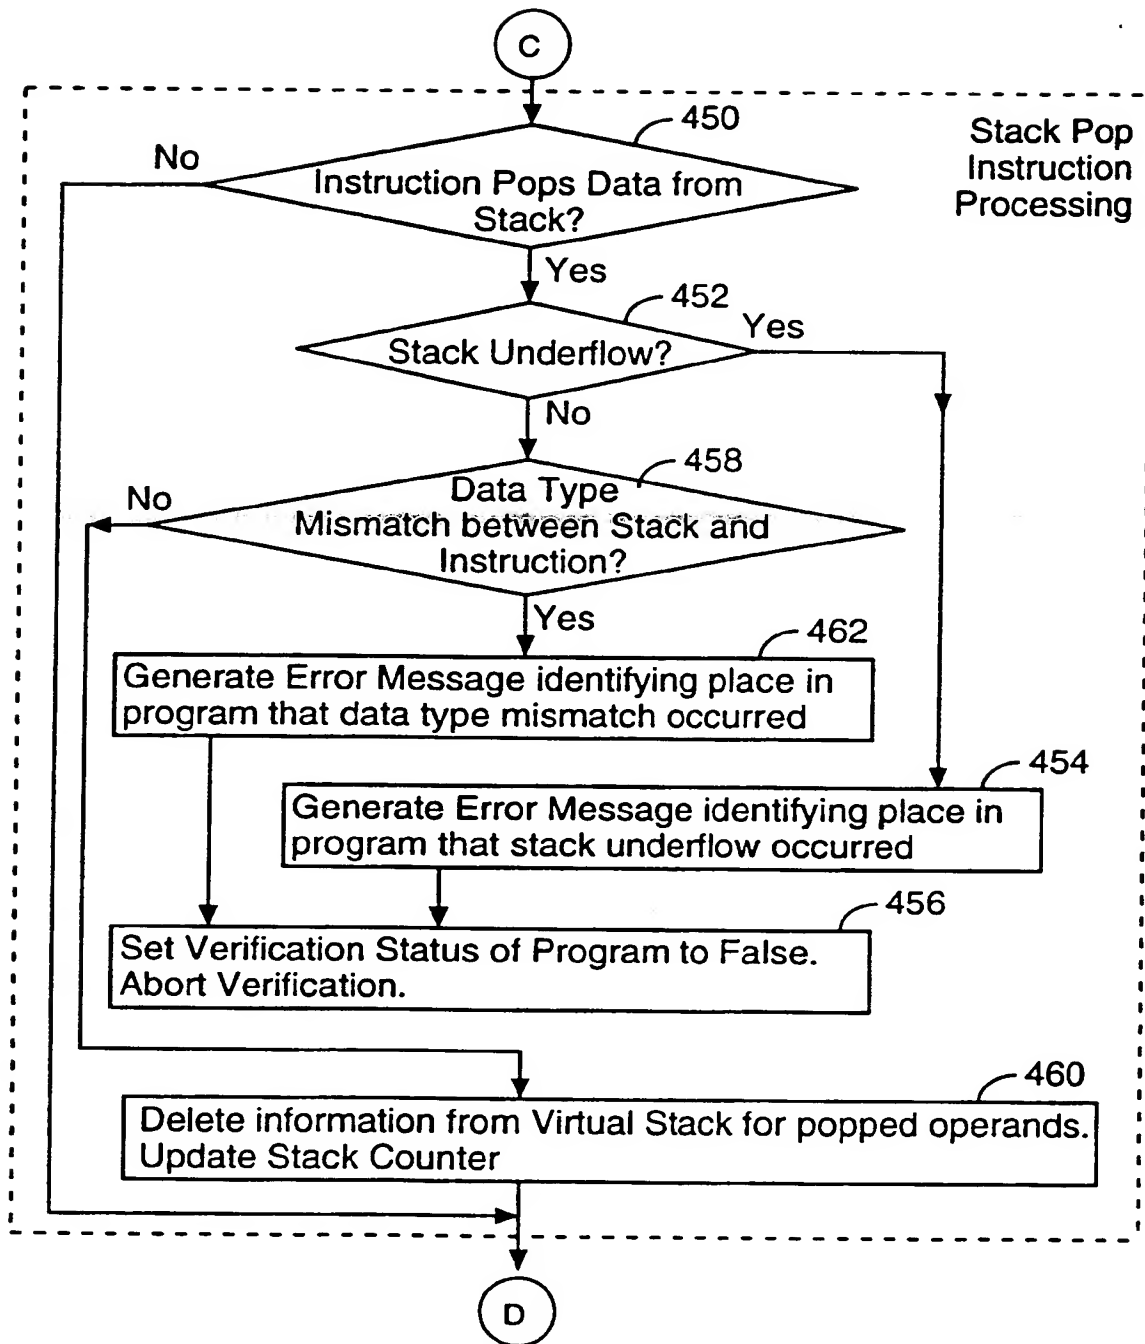 C
450
Stack Pop
Instruction
Processing
No
Instruction Pops Data from
Stack?
Yes
452
Yes
Stack Underflow?
No
458
No
Data Type
Mismatch between Stack and
Instruction?
Yes
462
Generate Error Message identifying place in
program that data type mismatch occurred
454
Generate Error Message identifying place in
program that stack underflow occurred
456
Set Verification Status of Program to False.
Abort Verification.
460
Delete information from Virtual Stack for popped operands.
Update Stack Counter
D